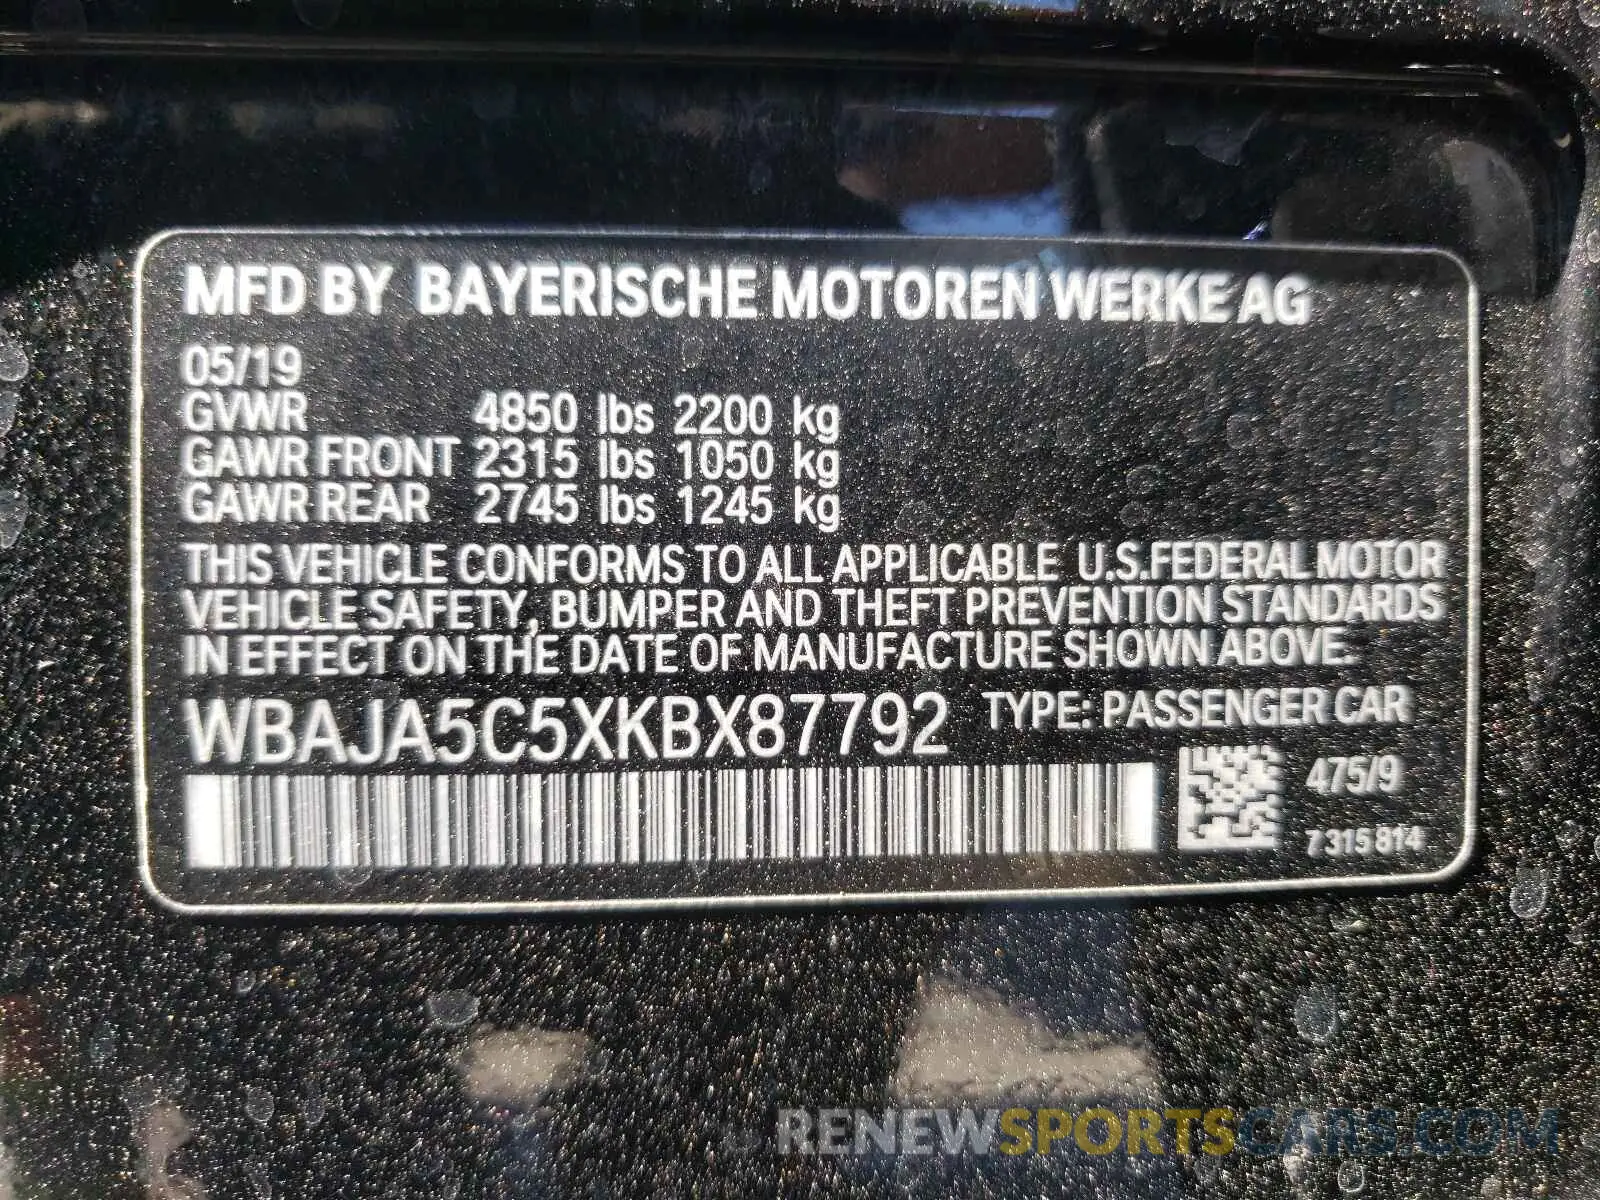 MFD BY BAYERISCHE MOTOREN WERKE AG
05/19
GVWR 4850 lbs 2200 kg
GAWR FRONT 2315 lbs 1050 kg
GAWR REAR 2745 lbs 1245 kg
THIS VEHICLE CONFORMS TO ALL APPLICABLE U.S.FEDERAL MOTOR
VEHICLE SAFETY, BUMPER AND THEFT PREVENTION STANDARDS
IN EFFECT ON THE DATE OF MANUFACTURE SHOWN ABOVE.
WBAJA5C5XKBX87792 TYPE: PASSENGER CAR
475/9
7 315 814
RENEWSPORTSCARS.COM